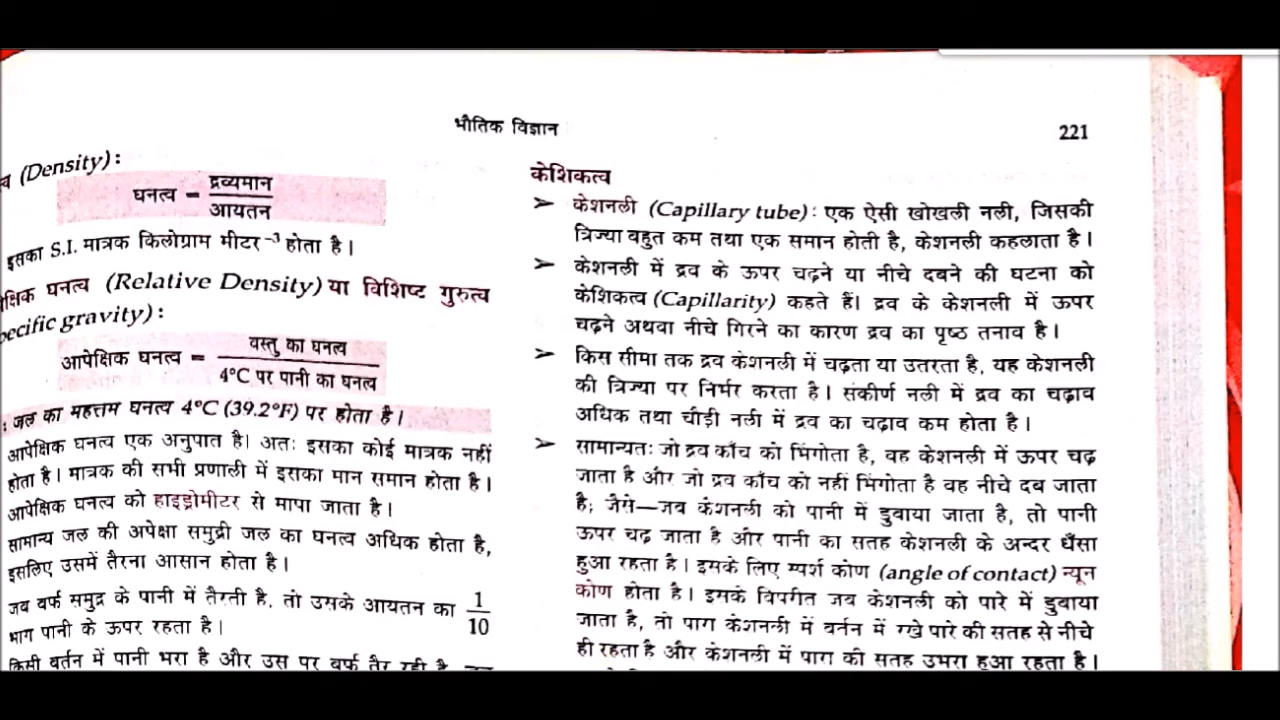 भौतिक विज्ञान
221
(Density) :
घनत्व = द्रव्यमान
आयतन
इसका S.I. मात्रक किलोग्राम मीटर⁻³ होता है।
घनत्व (Relative Density) या विशिष्ट गुरुत्व
gravity) :
आपेक्षिक घनत्व = वस्तु का घनत्व
4°C पर पानी का घनत्व
: जल का महत्तम घनत्व 4°C (39.2°F) पर होता है।
आपेक्षिक घनत्व एक अनुपात है। अतः इसका कोई मात्रक नहीं
होता है। मात्रक की सभी प्रणाली में इसका मान समान होता है।
आपेक्षिक घनत्व को हाइड्रोमीटर से मापा जाता है।
सामान्य जल की अपेक्षा समुद्री जल का घनत्व अधिक होता है,
इसलिए उसमें तैरना आसान होता है।
जब बर्फ समुद्र के पानी में तैरती है, तो उसके आयतन का 1/10
भाग पानी के ऊपर रहता है।
किसी बर्तन में पानी भरा है और उस पर बर्फ तैर रही है
केशिकत्व
➢ केशनली (Capillary tube) : एक ऐसी खोखली नली, जिसकी
त्रिज्या बहुत कम तथा एक समान होती है, केशनली कहलाता है।
➢ केशनली में द्रव के ऊपर चढ़ने या नीचे दबने की घटना को
केशिकत्व (Capillarity) कहते हैं। द्रव के केशनली में ऊपर
चढ़ने अथवा नीचे गिरने का कारण द्रव का पृष्ठ तनाव है।
➢ किस सीमा तक द्रव केशनली में चढ़ता या उतरता है, यह केशनली
की त्रिज्या पर निर्भर करता है। संकीर्ण नली में द्रव का चढ़ाव
अधिक तथा चौड़ी नली में द्रव का चढ़ाव कम होता है।
➢ सामान्यतः जो द्रव काँच को भिंगोता है, वह केशनली में ऊपर चढ़
जाता है और जो द्रव काँच को नहीं भिंगोता है वह नीचे दब जाता
है; जैसे—जब केशनली को पानी में डुबाया जाता है, तो पानी
ऊपर चढ़ जाता है और पानी का सतह केशनली के अन्दर धँसा
हुआ रहता है। इसके लिए स्पर्श कोण (angle of contact) न्यून
कोण होता है। इसके विपरीत जब केशनली को पारे में डुबाया
जाता है, तो पारा केशनली में बर्तन में रखे पारे की सतह से नीचे
ही रहता है और केशनली में पारा की सतह उभरा हुआ रहता है।